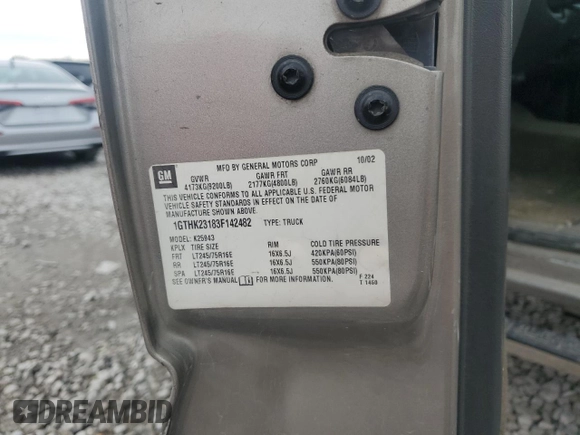 GM
MFD BY GENERAL MOTORS CORP 10/02
GVWR GAWR FRT GAWR RR
4173KG(9200LB) 2177KG(4800LB) 2760KG(6084LB)
THIS VEHICLE CONFORMS TO ALL APPLICABLE U.S. FEDERAL MOTOR
VEHICLE SAFETY STANDARDS IN EFFECT ON THE DATE OF
MANUFACTURE SHOWN ABOVE.
1GTHK23183F142482 TYPE: TRUCK
MODEL: K25943
KPLX TIRE SIZE RIM COLD TIRE PRESSURE
FRT LT245/75R16E 16X6.5J 420KPA(60PSI)
RR LT245/75R16E 16X6.5J 550KPA(80PSI)
SPA LT245/75R16E 16X6.5J 550KPA(80PSI)
SEE OWNER'S MANUAL FOR MORE INFORMATION. F 224
T 1460
DREAMBID